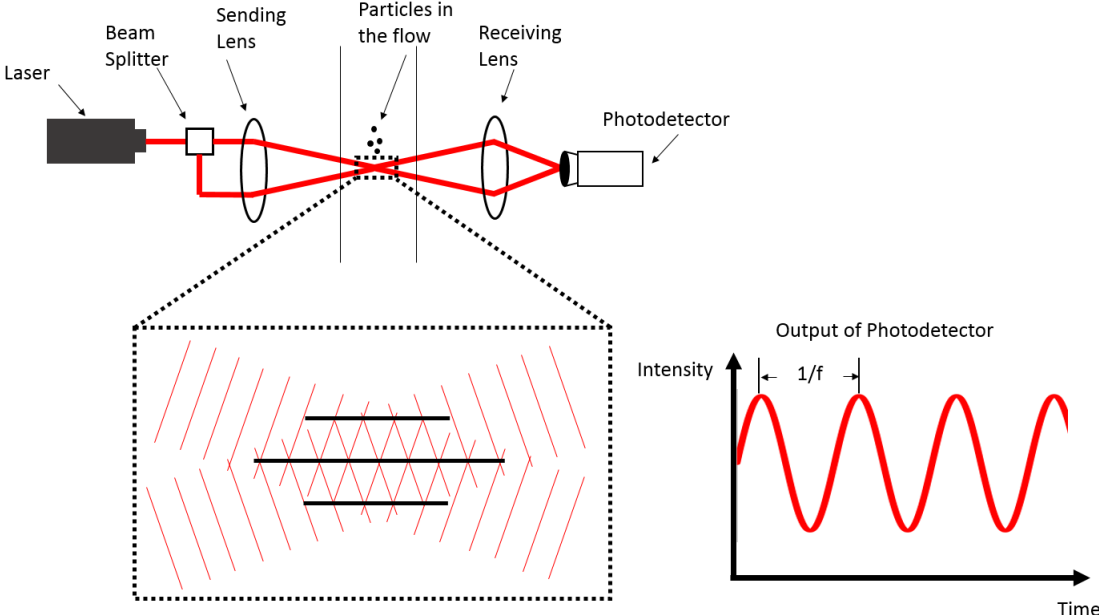 Laser
Beam
Splitter
Sending
Lens
Particles in
the flow
Receiving
Lens
Photodetector
Output of Photodetector
Intensity
1/f
Time